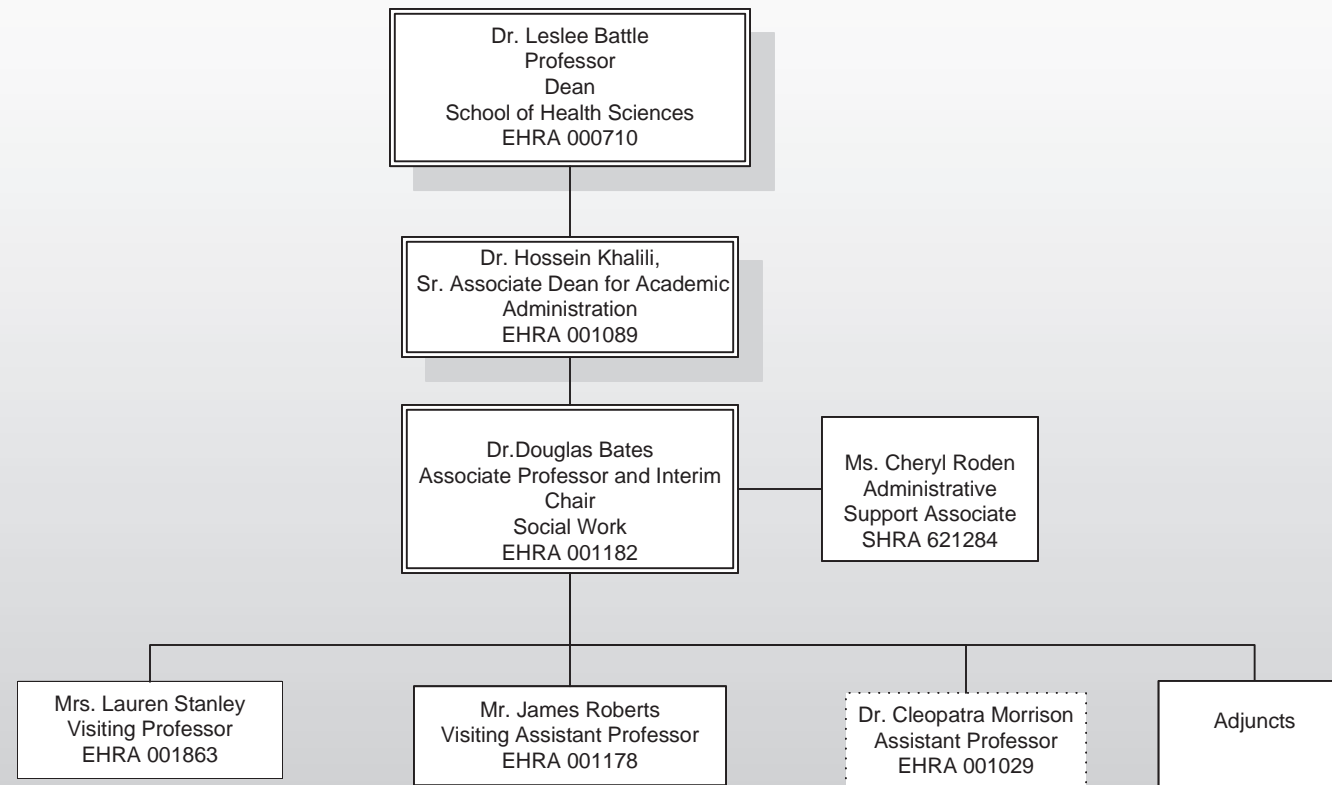 Dr. Leslee Battle
Professor
Dean
School of Health Sciences
EHRA 000710
Dr. Hossein Khalili,
Sr. Associate Dean for Academic
Administration
EHRA 001089
Dr.Douglas Bates
Associate Professor and Interim
Chair
Social Work
EHRA 001182
Ms. Cheryl Roden
Administrative
Support Associate
SHRA 621284
Mrs. Lauren Stanley
Visiting Professor
EHRA 001863
Mr. James Roberts
Visiting Assistant Professor
EHRA 001178
Dr. Cleopatra Morrison
Assistant Professor
EHRA 001029
Adjuncts